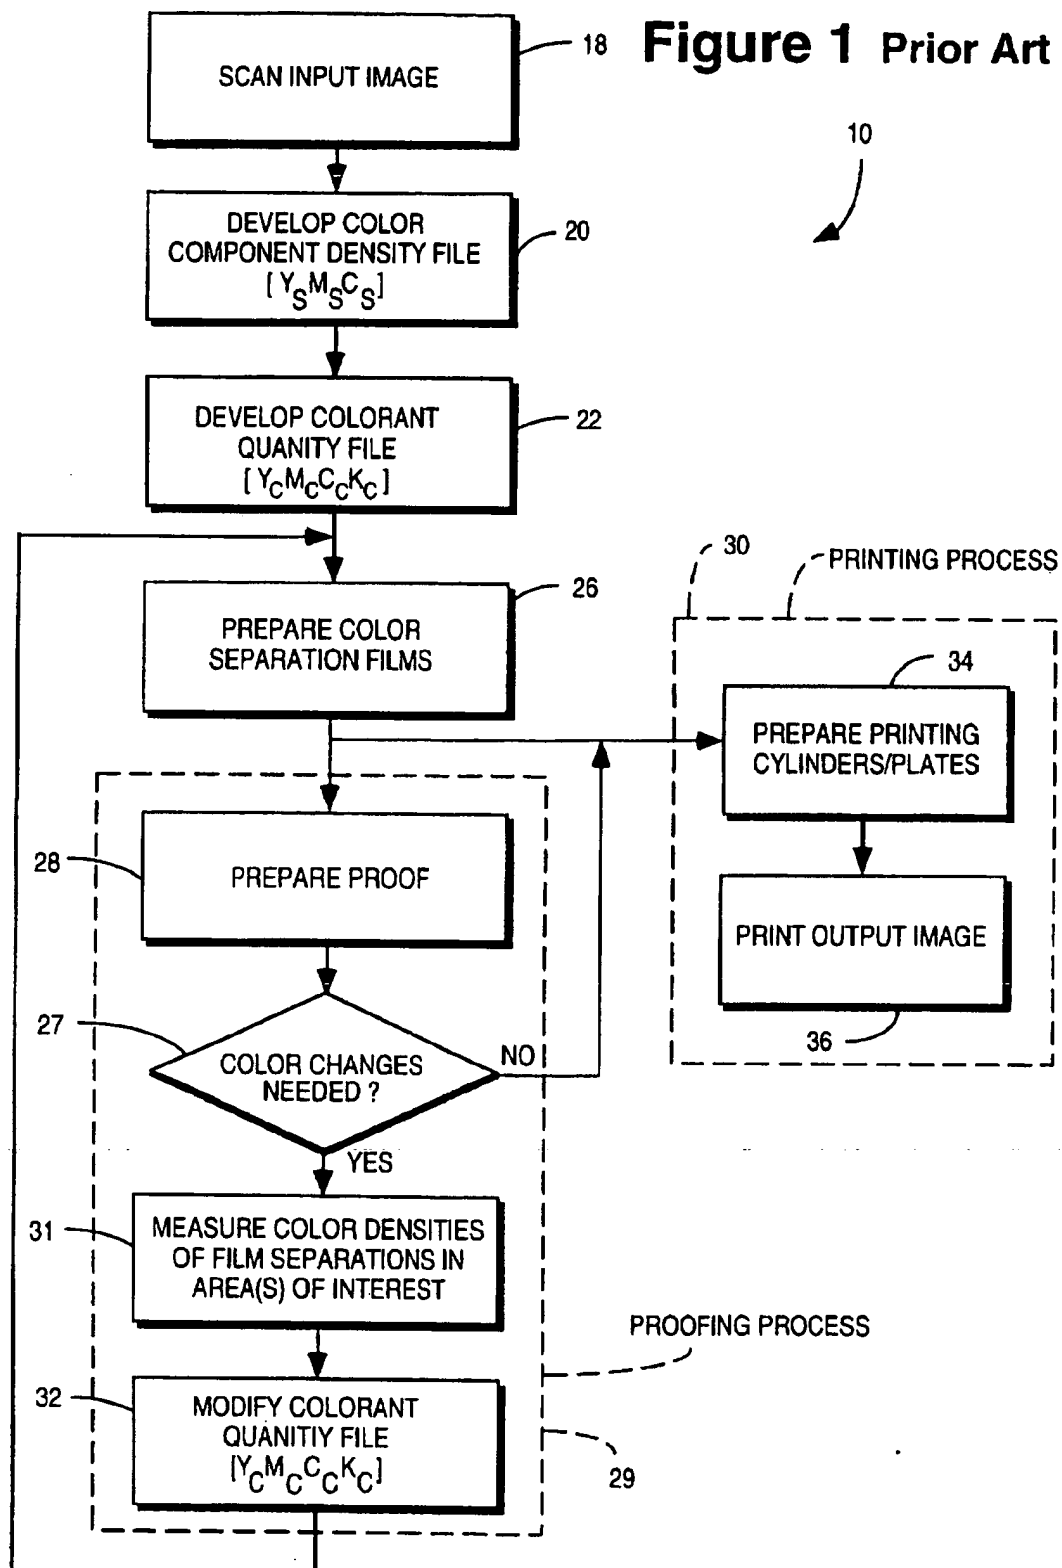 Figure 1 Prior Art
10
18
SCAN INPUT IMAGE
20
DEVELOP COLOR
COMPONENT DENSITY FILE
[ YSMSCS]
22
DEVELOP COLORANT
QUANITY FILE
[ YCMCCCKC]
26
PREPARE COLOR
SEPARATION FILMS
30
PRINTING PROCESS
34
PREPARE PRINTING
CYLINDERS/PLATES
28
PREPARE PROOF
PRINT OUTPUT IMAGE
36
27
COLOR CHANGES
NEEDED ?
NO
YES
31
MEASURE COLOR DENSITIES
OF FILM SEPARATIONS IN
AREA(S) OF INTEREST
PROOFING PROCESS
32
MODIFY COLORANT
QUANITIY FILE
[YCMCCCKC]
29